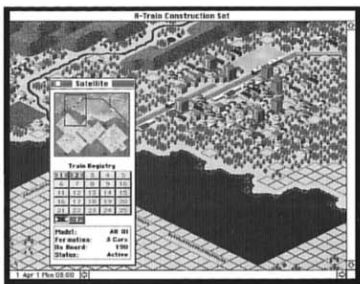 A-Train Construction Set
Satellite
Train Registry
1 2 3 4 5
6 7 8 9 10
11 12 13 14 15
16 17 18 19 20
21 22 23 24 25
Model: AR III
Formation: 3 Cars
On Board: 190
Status: Active
1 Apr 1 Mon 08:00